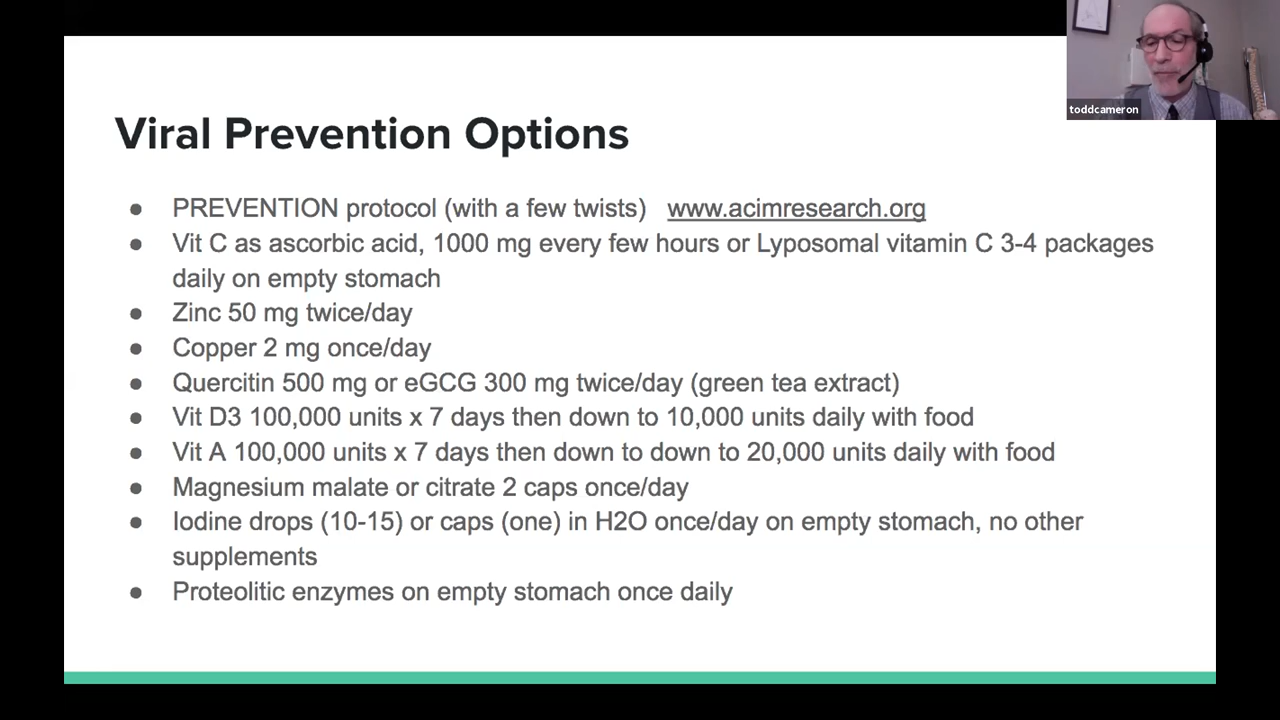 toddcameron
Viral Prevention Options
● PREVENTION protocol (with a few twists) www.acimresearch.org
● Vit C as ascorbic acid, 1000 mg every few hours or Lyposomal vitamin C 3-4 packages
daily on empty stomach
● Zinc 50 mg twice/day
● Copper 2 mg once/day
● Quercitin 500 mg or eGCG 300 mg twice/day (green tea extract)
● Vit D3 100,000 units x 7 days then down to 10,000 units daily with food
● Vit A 100,000 units x 7 days then down to down to 20,000 units daily with food
● Magnesium malate or citrate 2 caps once/day
● Iodine drops (10-15) or caps (one) in H2O once/day on empty stomach, no other
supplements
● Proteolitic enzymes on empty stomach once daily